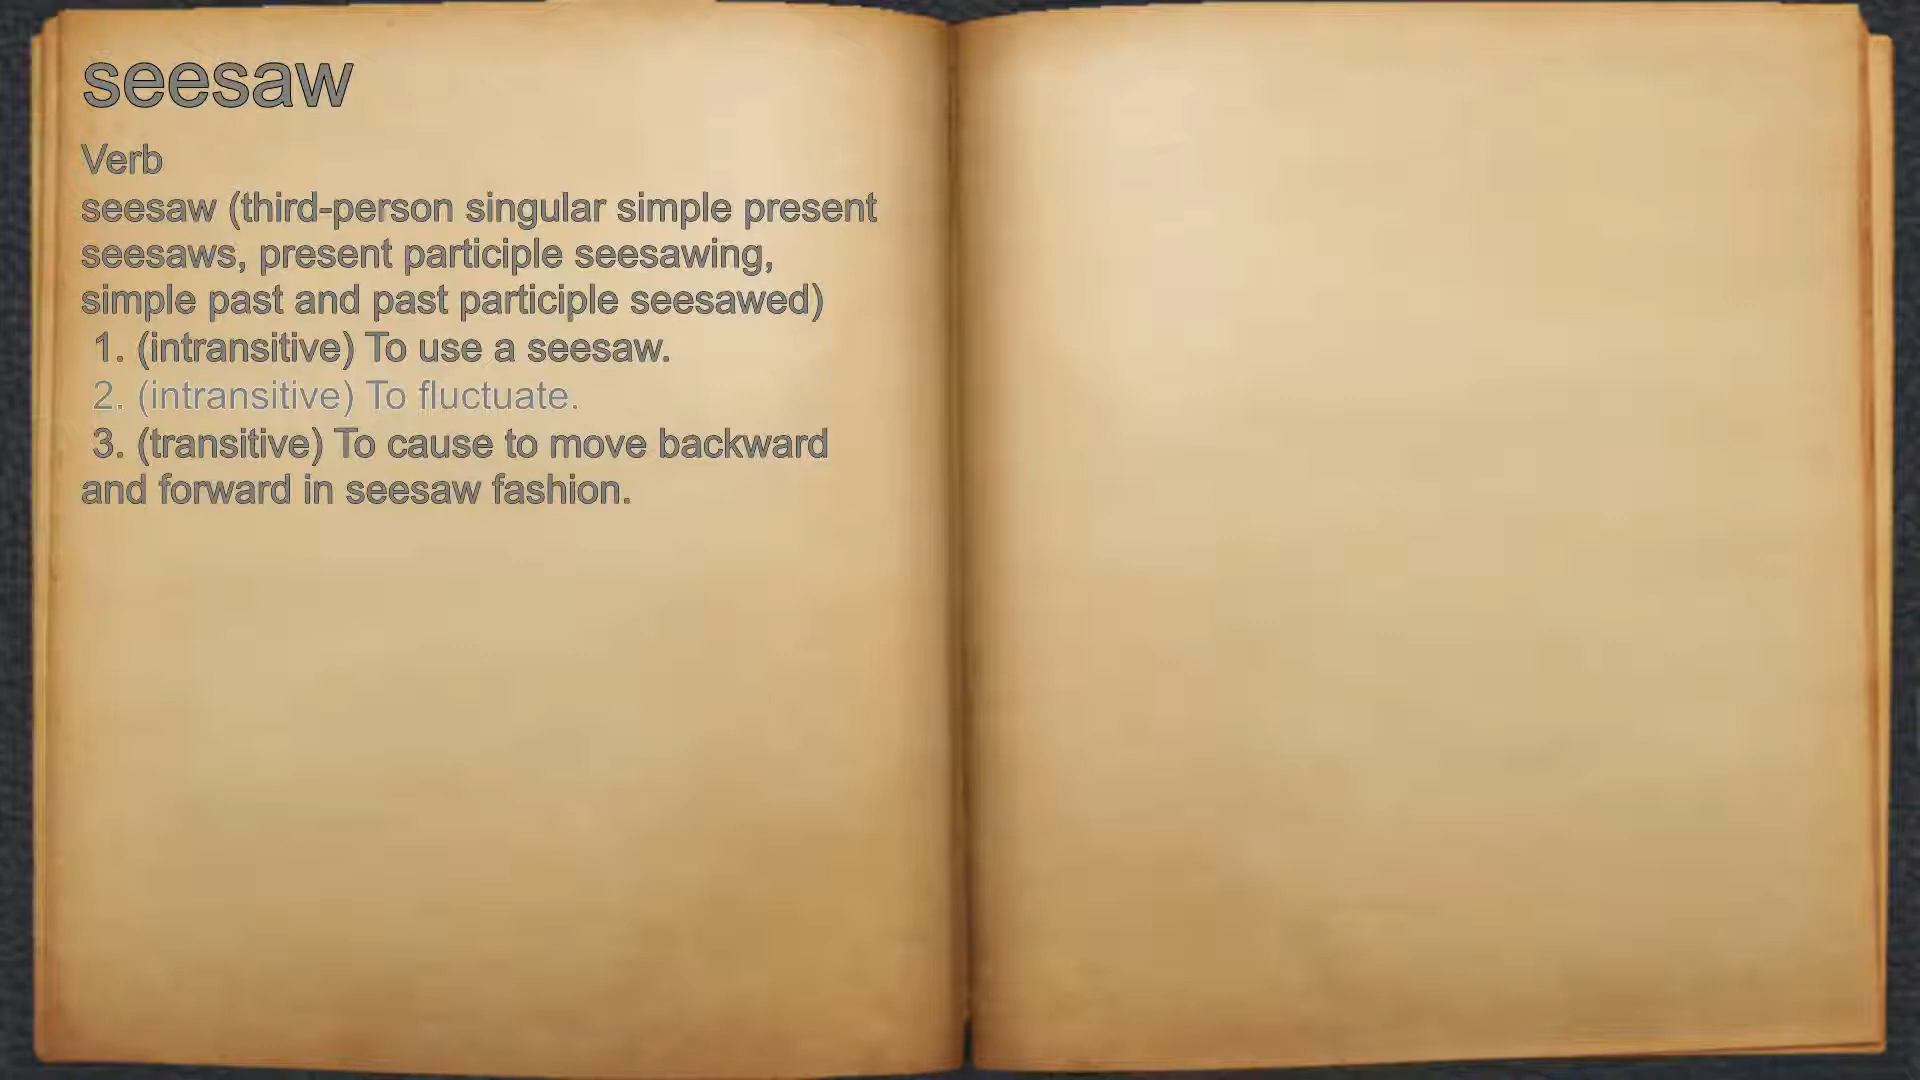 seesaw
Verb
seesaw (third-person singular simple present
seesaws, present participle seesawing,
simple past and past participle seesawed)
1. (intransitive) To use a seesaw.
2. (intransitive) To fluctuate.
3. (transitive) To cause to move backward
and forward in seesaw fashion.